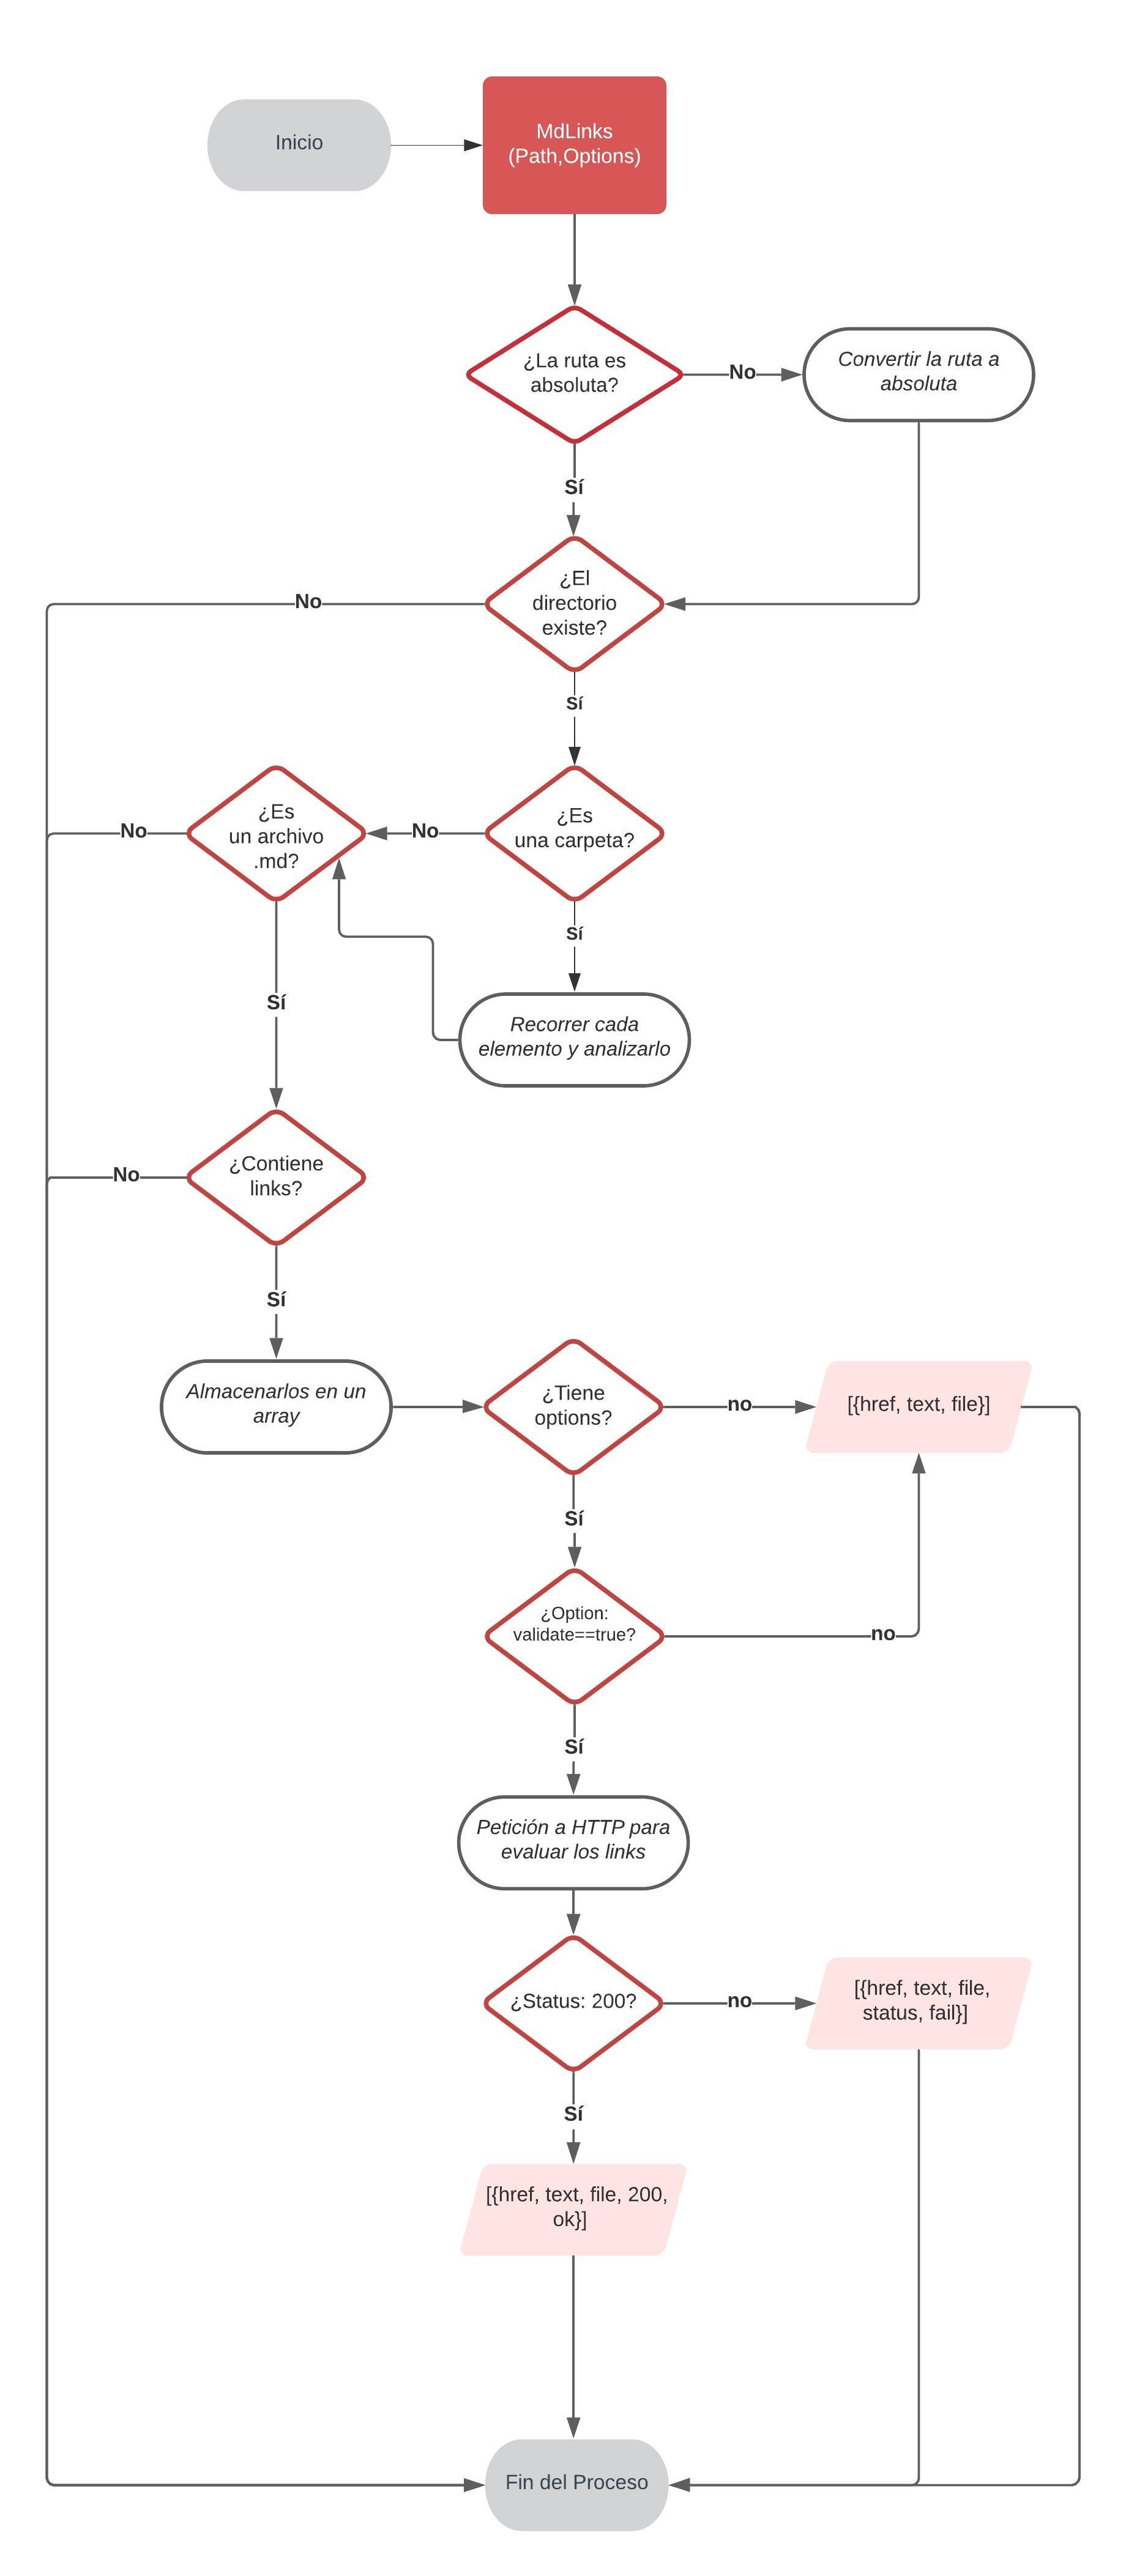 Inicio
MdLinks
(Path,Options)
¿La ruta es
absoluta?
No
Convertir la ruta a
absoluta
Sí
¿El
directorio
existe?
No
Sí
¿Es
una carpeta?
No
¿Es
un archivo
.md?
No
Sí
Recorrer cada
elemento y analizarlo
Sí
¿Contiene
links?
No
Sí
Almacenarlos en un
array
¿Tiene
options?
no
[{href, text, file}]
Sí
¿Option:
validate==true?
no
Sí
Petición a HTTP para
evaluar los links
¿Status: 200?
no
[{href, text, file,
status, fail}]
Sí
[{href, text, file, 200,
ok}]
Fin del Proceso